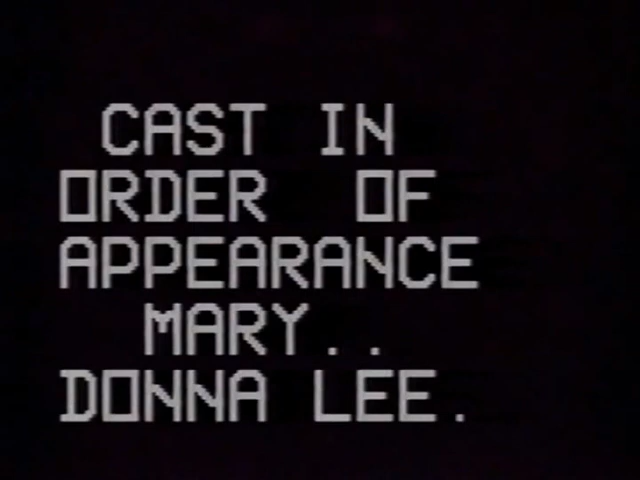 CAST IN
ORDER OF
APPEARANCE
MARY..
DONNA LEE.